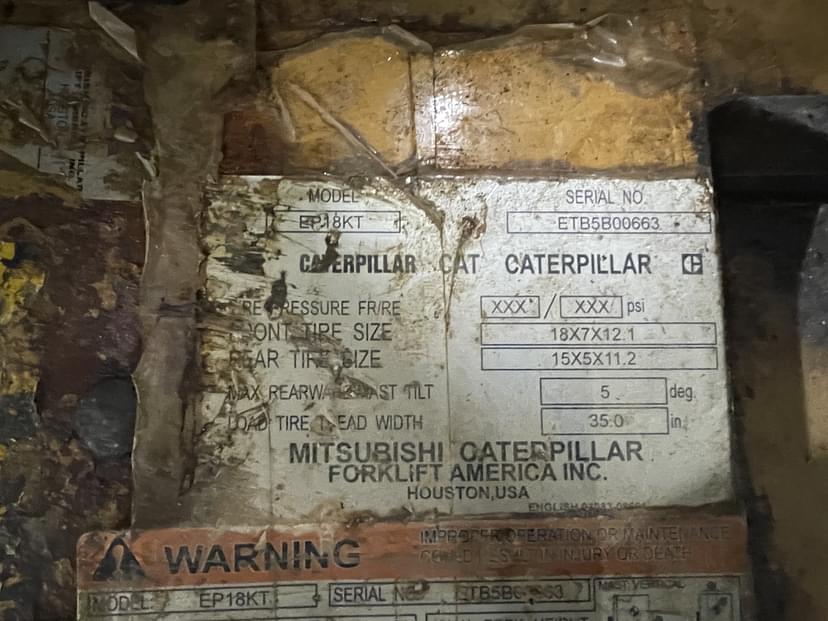 MODEL SERIAL NO.
EP18KT ETB5B00663
CATERPILLAR CAT CATERPILLAR
PRESSURE FR/RE XXX / XXX psi
TIRE SIZE 18X7X12.1
REAR TIRE SIZE 15X5X11.2
MAX REARWARD MAST TILT 5 deg.
LOAD TIRE TREAD WIDTH 35.0 in
MITSUBISHI CATERPILLAR
FORKLIFT AMERICA INC.
HOUSTON,USA
ENGLISH
WARNING
IMPROPER OPERATION OR MAINTENANCE
COULD RESULT IN INJURY OR DEATH
MODEL: EP18KT SERIAL MAST VERTICAL